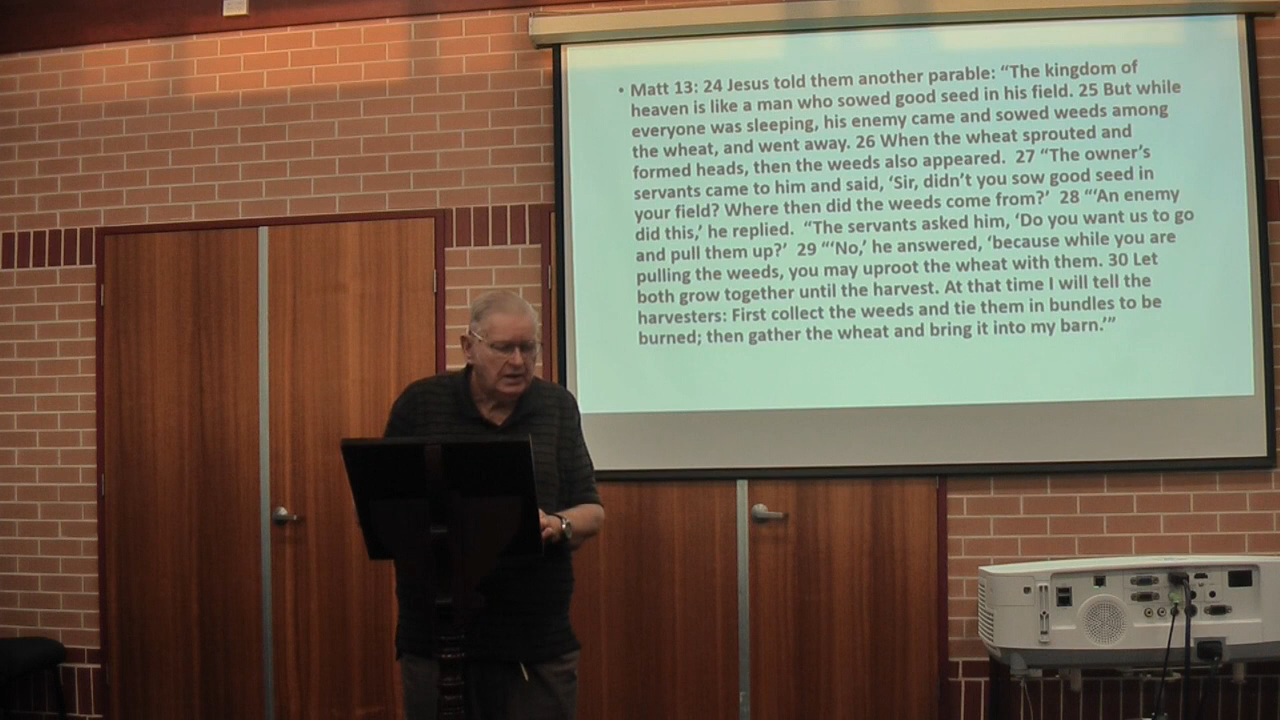 • Matt 13: 24 Jesus told them another parable: “The kingdom of
heaven is like a man who sowed good seed in his field. 25 But while
everyone was sleeping, his enemy came and sowed weeds among
the wheat, and went away. 26 When the wheat sprouted and
formed heads, then the weeds also appeared.  27 “The owner’s
servants came to him and said, ‘Sir, didn’t you sow good seed in
your field? Where then did the weeds come from?’  28 “‘An enemy
did this,’ he replied.  “The servants asked him, ‘Do you want us to go
and pull them up?’  29 “‘No,’ he answered, ‘because while you are
pulling the weeds, you may uproot the wheat with them. 30 Let
both grow together until the harvest. At that time I will tell the
harvesters: First collect the weeds and tie them in bundles to be
burned; then gather the wheat and bring it into my barn.’”